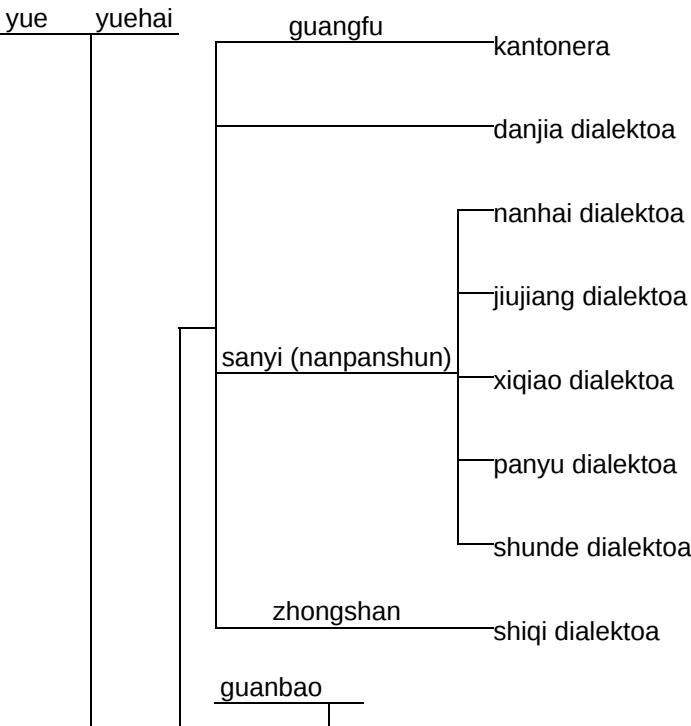 yue
yuehai
guangfu
kantonera
danjia dialektoa
nanhai dialektoa
jiujiang dialektoa
sanyi (nanpanshun)
xiqiao dialektoa
panyu dialektoa
shunde dialektoa
zhongshan
shiqi dialektoa
guanbao